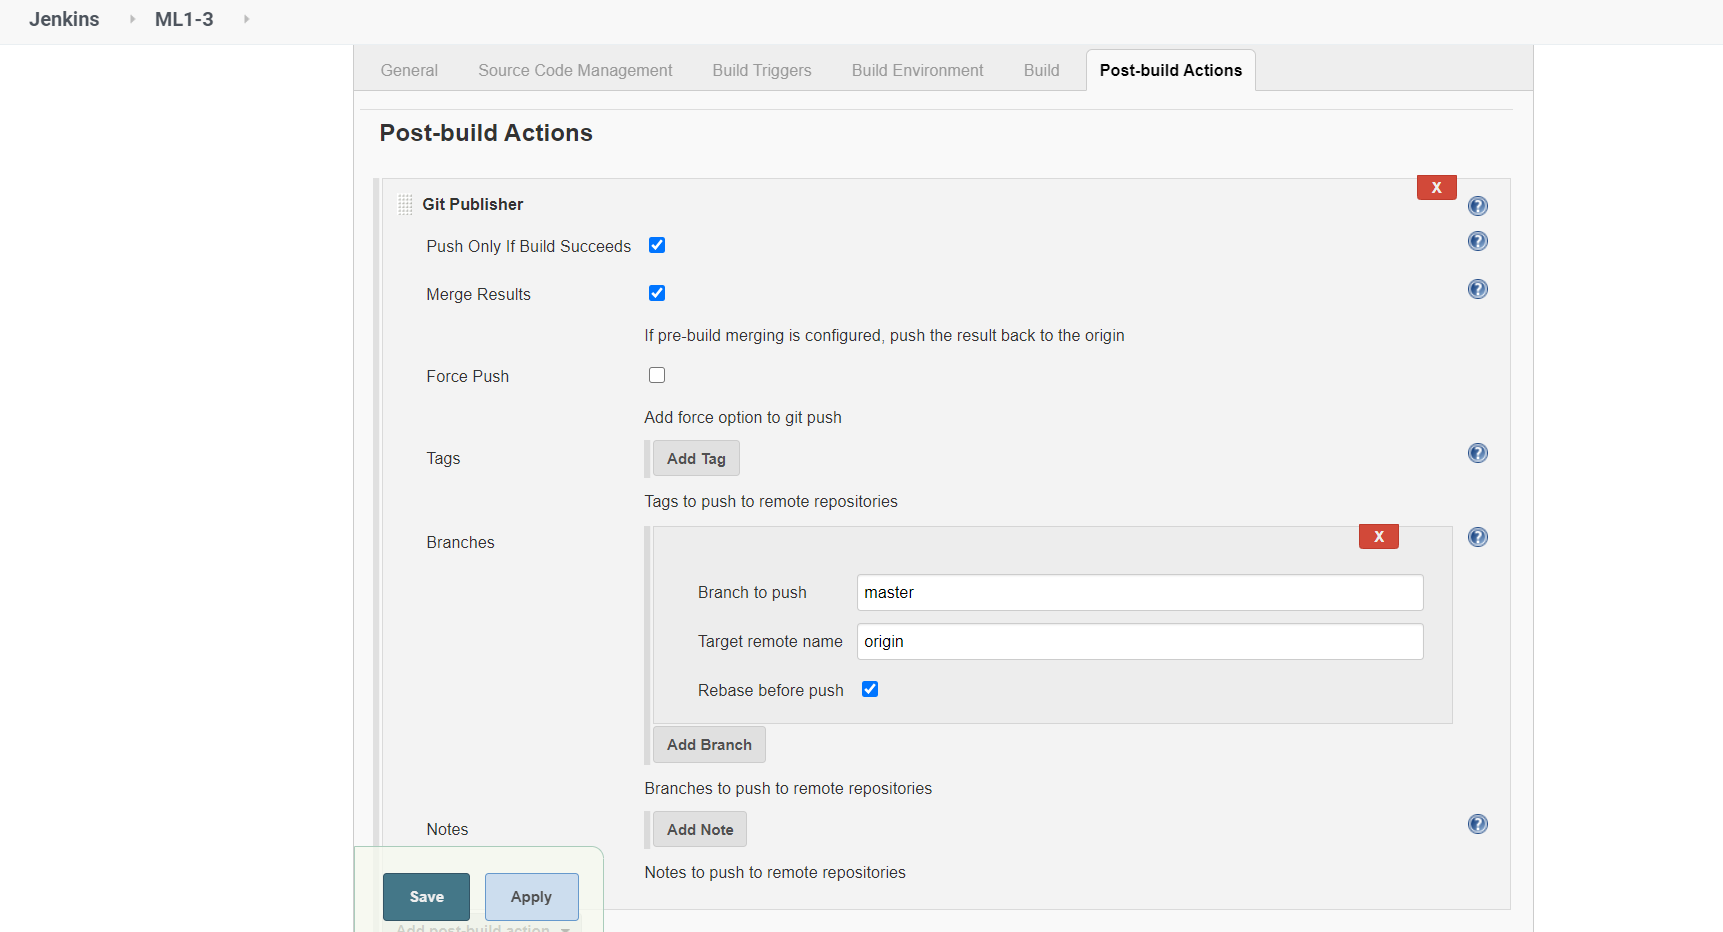 Jenkins ML1-3
General Source Code Management Build Triggers Build Environment Build Post-build Actions
Post-build Actions
X
Git Publisher
Push Only If Build Succeeds
Merge Results
If pre-build merging is configured, push the result back to the origin
Force Push
Add force option to git push
Tags Add Tag
Tags to push to remote repositories
Branches X
Branch to push master
Target remote name origin
Rebase before push
Add Branch
Branches to push to remote repositories
Notes Add Note
Notes to push to remote repositories
Save Apply
Add post-build action